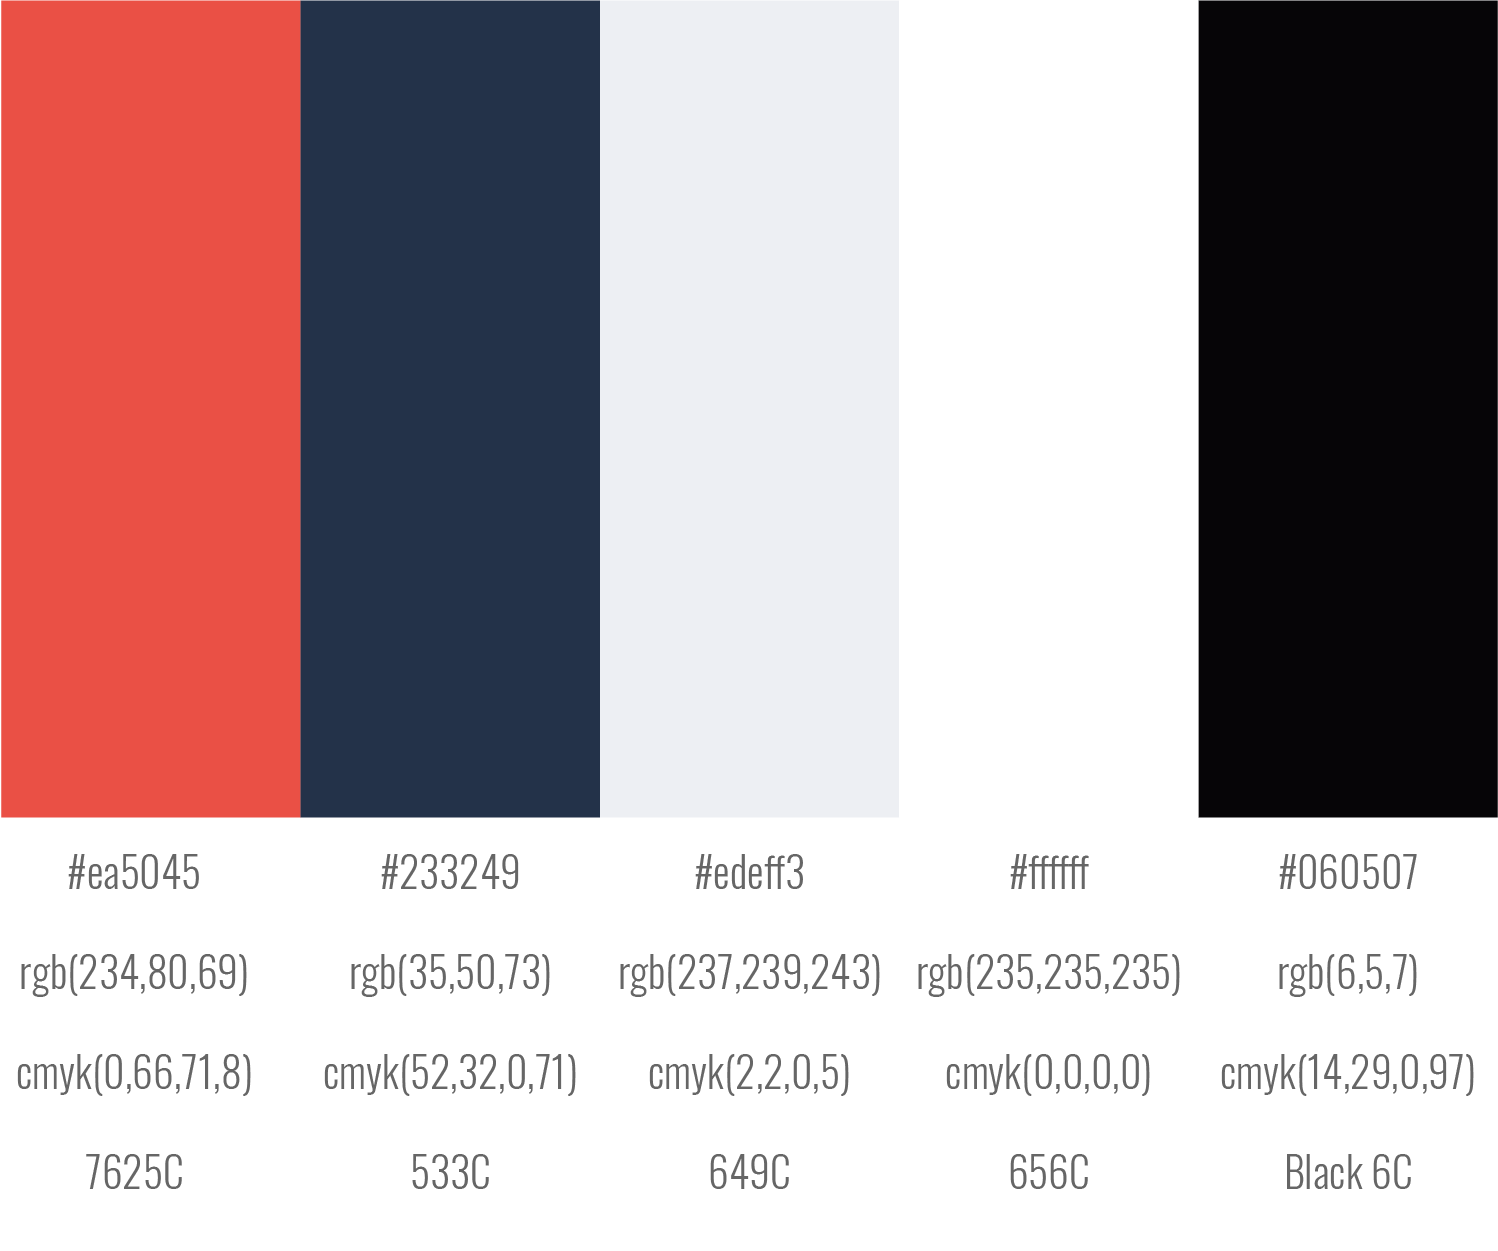 #ea5045 #233249 #edeff3 #ffffff #060507
rgb(234,80,69) rgb(35,50,73) rgb(237,239,243) rgb(235,235,235) rgb(6,5,7)
cmyk(0,66,71,8) cmyk(52,32,0,71) cmyk(2,2,0,5) cmyk(0,0,0,0) cmyk(14,29,0,97)
7625C 533C 649C 656C Black 6C